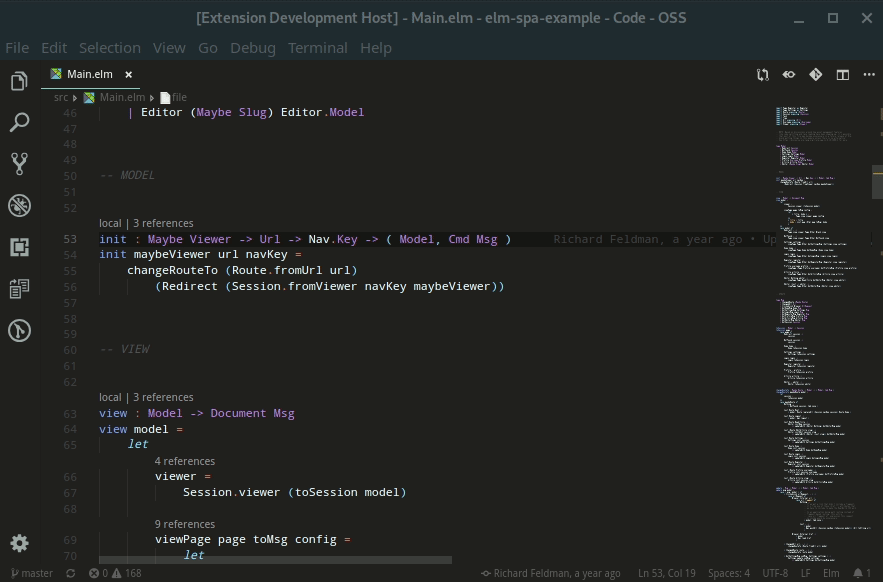 [Extension Development Host] - Main.elm - elm-spa-example - Code - OSS
File Edit Selection View Go Debug Terminal Help
Main.elm ×
src Main.elm file
46 | Editor (Maybe Slug) Editor.Model
47
48
49
50 -- MODEL
51
52
local | 3 references
53 init : Maybe Viewer -> Url -> Nav.Key -> ( Model, Cmd Msg ) Richard Feldman, a year ago • Up
54 init maybeViewer url navKey =
55 changeRouteTo (Route.fromUrl url)
56 (Redirect (Session.fromViewer navKey maybeViewer))
57
58
59
60 -- VIEW
61
62
local | 3 references
63 view : Model -> Document Msg
64 view model =
65 let
4 references
66 viewer =
67 Session.viewer (toSession model)
68
9 references
69 viewPage page toMsg config =
70 let
master 0 168 Richard Feldman, a year ago Ln 53, Col 19 Spaces: 4 UTF-8 LF Elm 1